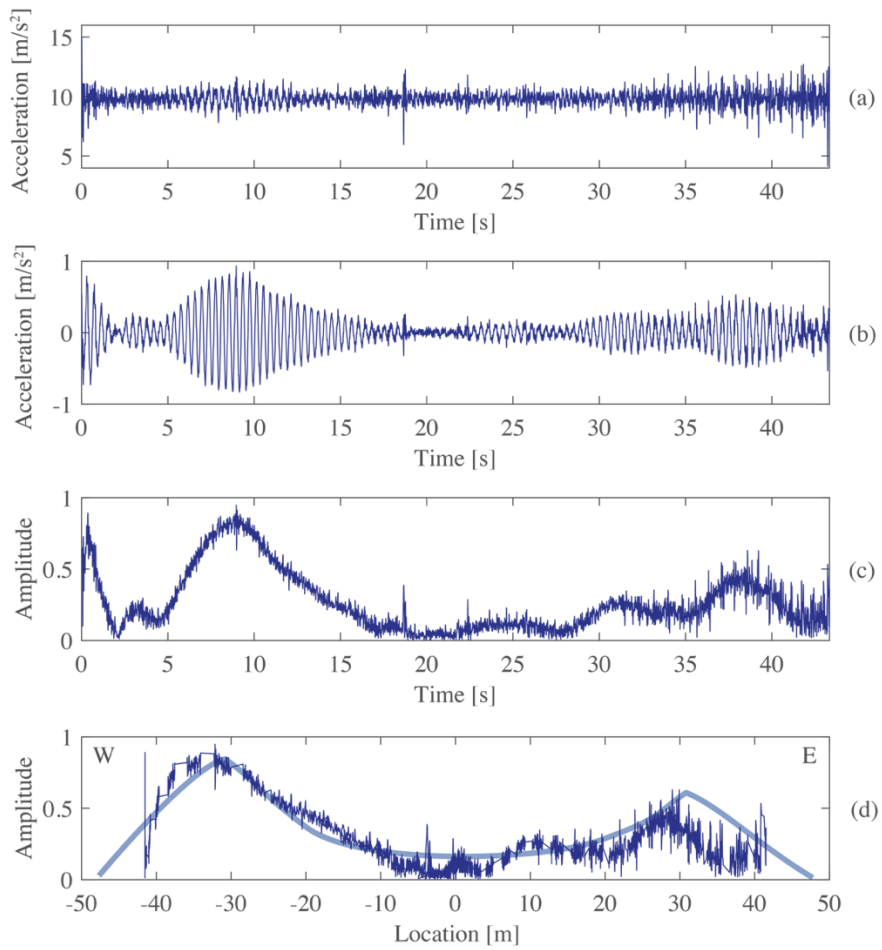 Acceleration [m/s²]
15
10
5
0 5 10 15 20 25 30 35 40
Time [s]
(a)
Acceleration [m/s²]
1
0
-1
0 5 10 15 20 25 30 35 40
Time [s]
(b)
Amplitude
1
0.5
0
0 5 10 15 20 25 30 35 40
Time [s]
(c)
Amplitude
1
0.5
0
W E
-50 -40 -30 -20 -10 0 10 20 30 40 50
Location [m]
(d)